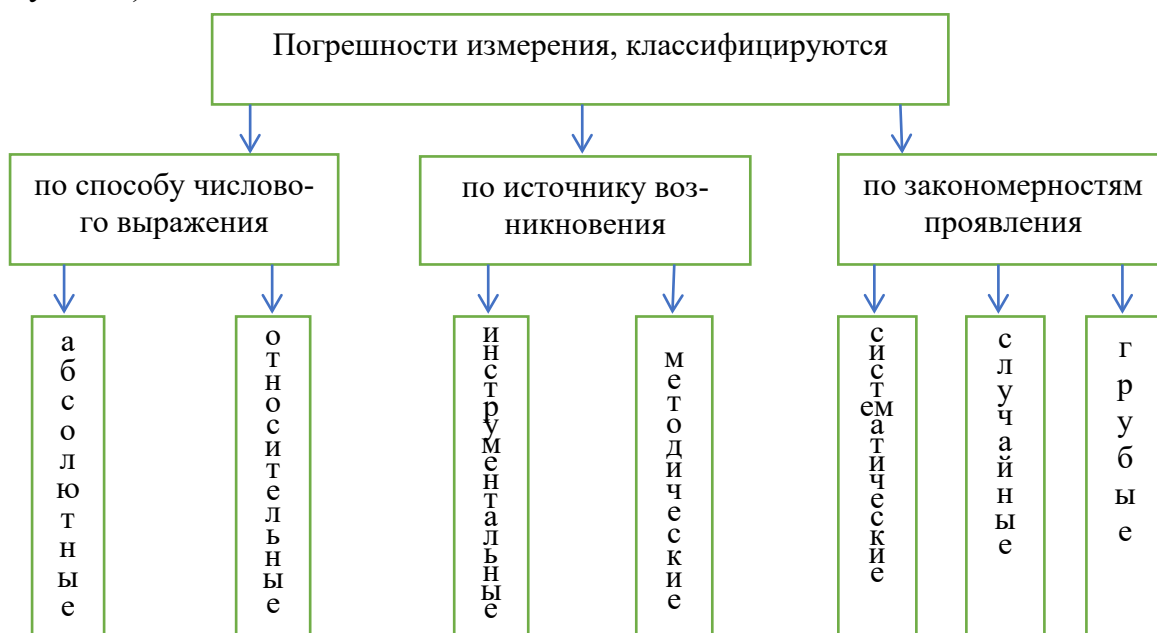 Погрешности измерения, классифицируются
по способу числово-
го выражения
по источнику воз-
никновения
по закономерностям
проявления
абсолютные
относительные
инструментальные
методические
систематические
случайные
грубые